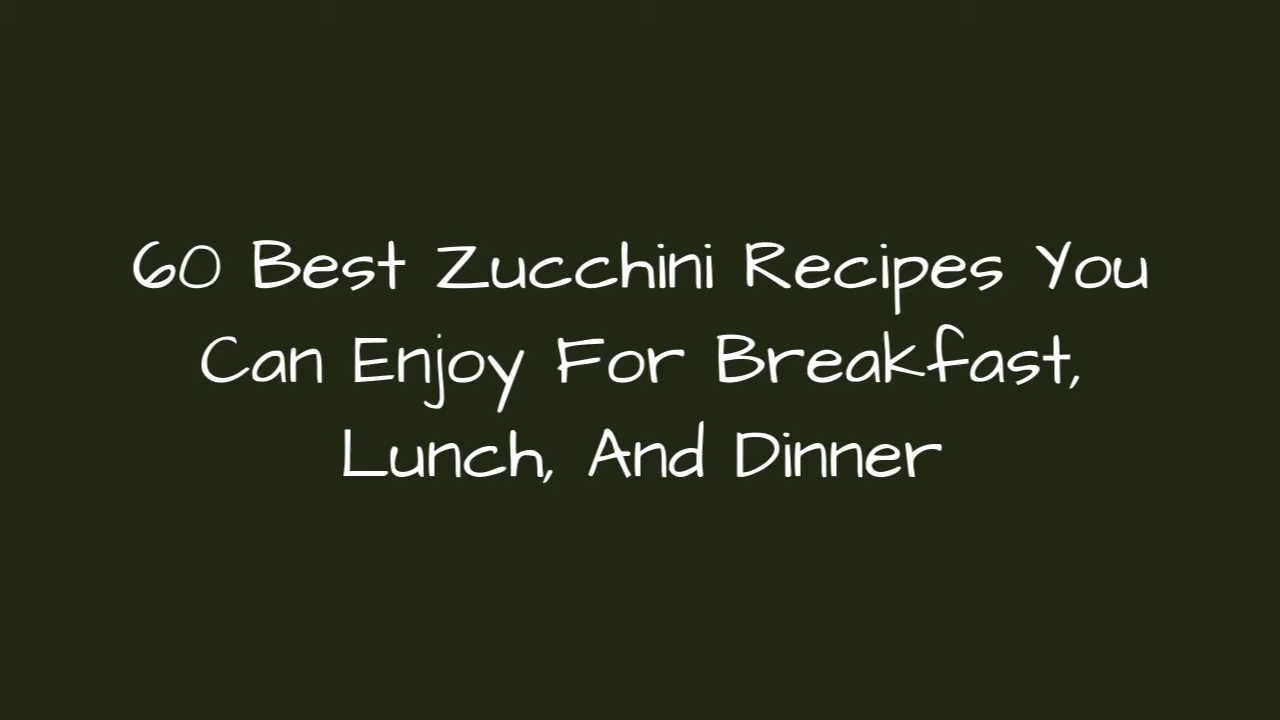 60 Best Zucchini Recipes You
Can Enjoy For Breakfast,
Lunch, And Dinner